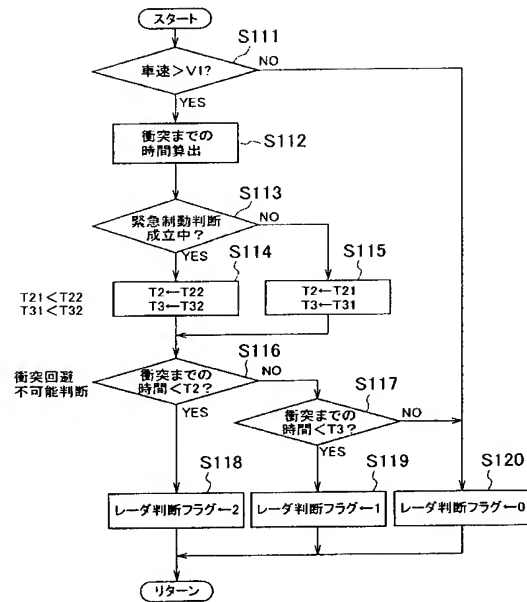 スタート
S111
車速>V1?
NO
YES
衝突までの
時間算出
S112
S113
緊急制動判断
成立中?
NO
YES
S114
S115
T21<T22
T31<T32
T2←T22
T3←T32
T2←T21
T3←T31
S116
衝突回避
不可能判断
衝突までの
時間<T2?
NO
YES
S117
衝突までの
時間<T3?
NO
YES
S118
S119
S120
レーダ判断フラグ←2
レーダ判断フラグ←1
レーダ判断フラグ←0
リターン